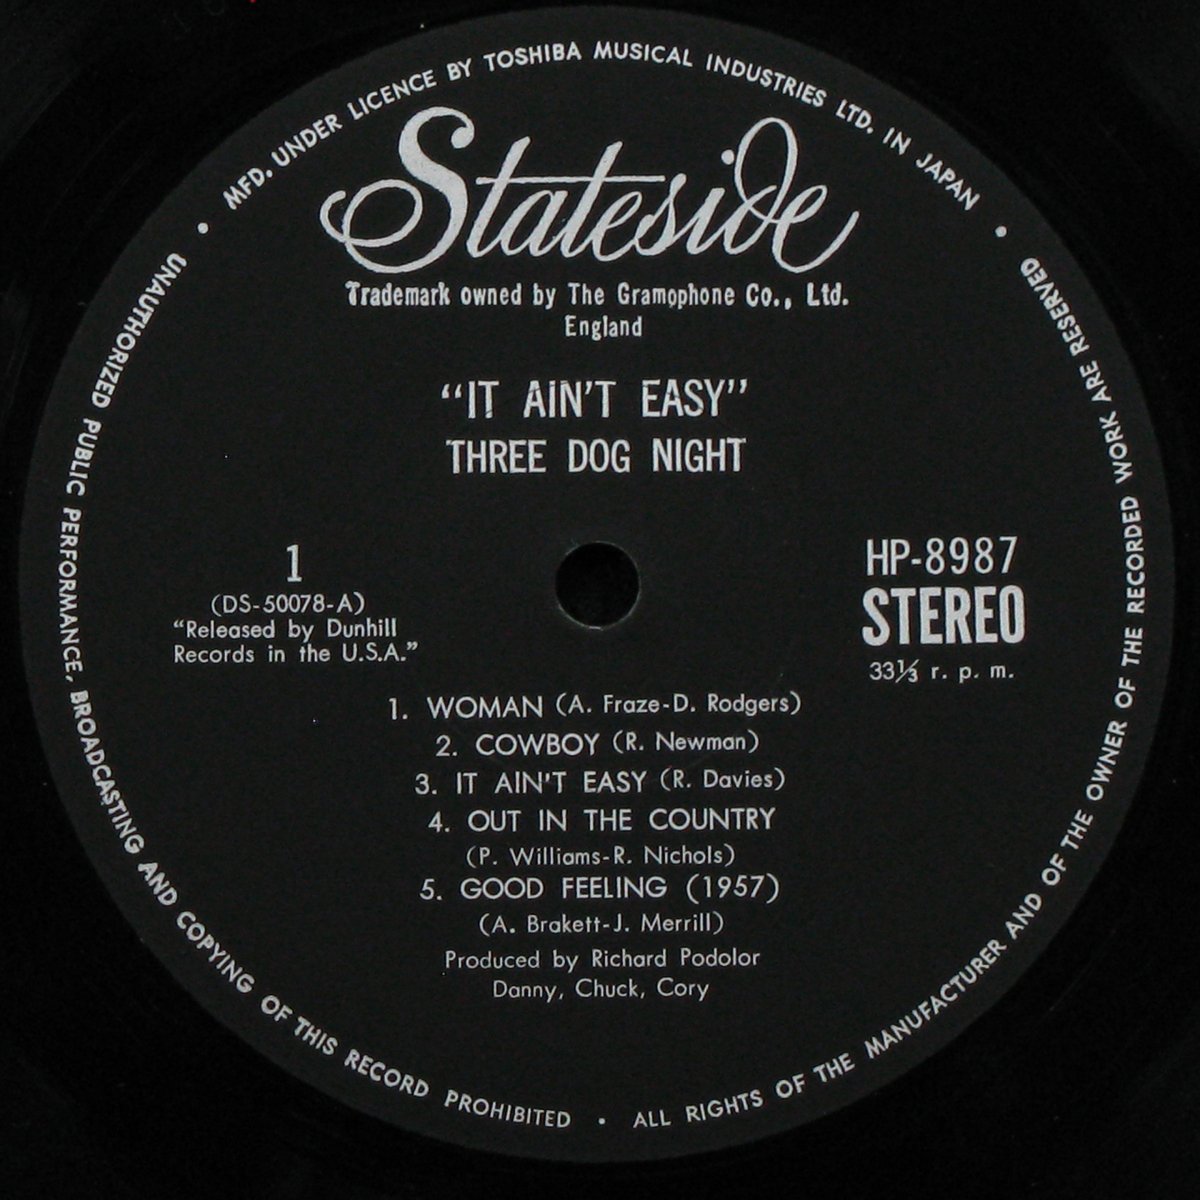 MFD. UNDER LICENCE BY TOSHIBA MUSICAL INDUSTRIES LTD. IN JAPAN
Stateside
Trademark owned by The Gramophone Co., Ltd.
England
"IT AIN'T EASY"
THREE DOG NIGHT
1
(DS-50078-A)
"Released by Dunhill
Records in the U.S.A."
HP-8987
STEREO
33⅓ r. p. m.
1. WOMAN (A. Fraze-D. Rodgers)
2. COWBOY (R. Newman)
3. IT AIN'T EASY (R. Davies)
4. OUT IN THE COUNTRY
(P. Williams-R. Nichols)
5. GOOD FEELING (1957)
(A. Brakett-J. Merrill)
Produced by Richard Podolor
Danny, Chuck, Cory
UNAUTHORIZED PUBLIC PERFORMANCE, BROADCASTING AND COPYING OF THIS RECORD PROHIBITED • ALL RIGHTS OF THE MANUFACTURER AND OF THE OWNER OF THE RECORDED WORK ARE RESERVED